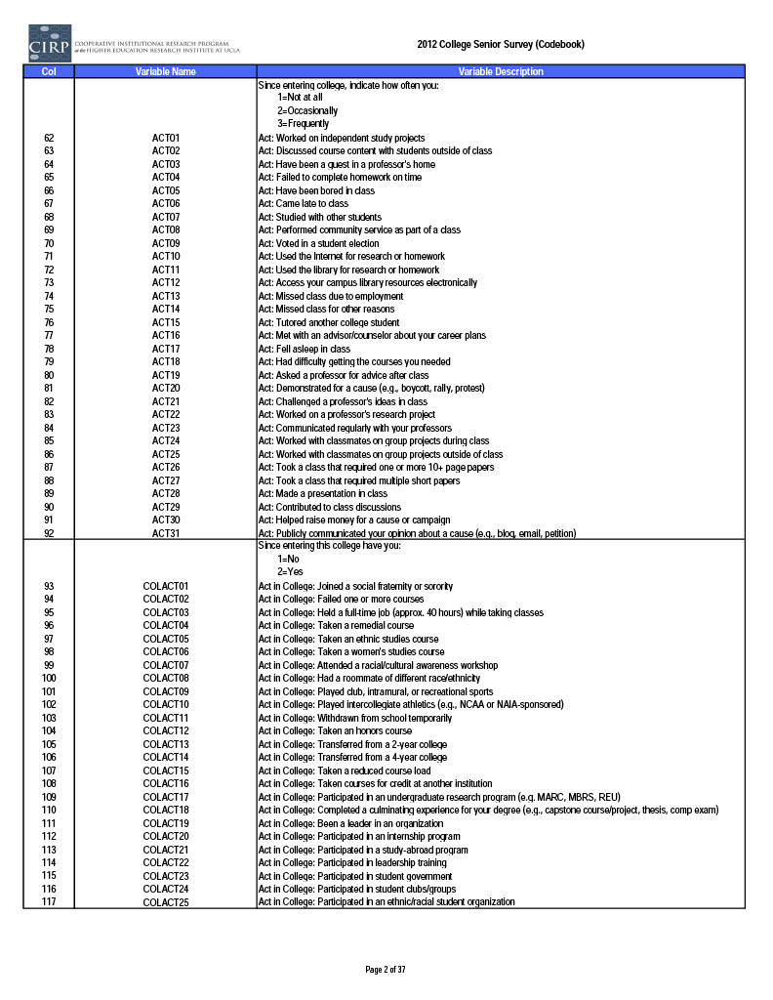 CIRP COOPERATIVE INSTITUTIONAL RESEARCH PROGRAM
at the HIGHER EDUCATION RESEARCH INSTITUTE AT UCLA
2012 College Senior Survey (Codebook)
Col Variable Name Variable Description
Since entering college, indicate how often you:
1=Not at all
2=Occasionally
3=Frequently
62 ACT01 Act: Worked on independent study projects
63 ACT02 Act: Discussed course content with students outside of class
64 ACT03 Act: Have been a guest in a professor's home
65 ACT04 Act: Failed to complete homework on time
66 ACT05 Act: Have been bored in class
67 ACT06 Act: Came late to class
68 ACT07 Act: Studied with other students
69 ACT08 Act: Performed community service as part of a class
70 ACT09 Act: Voted in a student election
71 ACT10 Act: Used the Internet for research or homework
72 ACT11 Act: Used the library for research or homework
73 ACT12 Act: Access your campus library resources electronically
74 ACT13 Act: Missed class due to employment
75 ACT14 Act: Missed class for other reasons
76 ACT15 Act: Tutored another college student
77 ACT16 Act: Met with an advisor/counselor about your career plans
78 ACT17 Act: Fell asleep in class
79 ACT18 Act: Had difficulty getting the courses you needed
80 ACT19 Act: Asked a professor for advice after class
81 ACT20 Act: Demonstrated for a cause (e.g., boycott, rally, protest)
82 ACT21 Act: Challenged a professor's ideas in class
83 ACT22 Act: Worked on a professor's research project
84 ACT23 Act: Communicated regularly with your professors
85 ACT24 Act: Worked with classmates on group projects during class
86 ACT25 Act: Worked with classmates on group projects outside of class
87 ACT26 Act: Took a class that required one or more 10+ page papers
88 ACT27 Act: Took a class that required multiple short papers
89 ACT28 Act: Made a presentation in class
90 ACT29 Act: Contributed to class discussions
91 ACT30 Act: Helped raise money for a cause or campaign
92 ACT31 Act: Publicly communicated your opinion about a cause (e.g., blog, email, petition)
Since entering this college have you:
1=No
2=Yes
93 COLACT01 Act in College: Joined a social fraternity or sorority
94 COLACT02 Act in College: Failed one or more courses
95 COLACT03 Act in College: Held a full-time job (approx. 40 hours) while taking classes
96 COLACT04 Act in College: Taken a remedial course
97 COLACT05 Act in College: Taken an ethnic studies course
98 COLACT06 Act in College: Taken a women's studies course
99 COLACT07 Act in College: Attended a racial/cultural awareness workshop
100 COLACT08 Act in College: Had a roommate of different race/ethnicity
101 COLACT09 Act in College: Played club, intramural, or recreational sports
102 COLACT10 Act in College: Played intercollegiate athletics (e.g., NCAA or NAIA-sponsored)
103 COLACT11 Act in College: Withdrawn from school temporarily
104 COLACT12 Act in College: Taken an honors course
105 COLACT13 Act in College: Transferred from a 2-year college
106 COLACT14 Act in College: Transferred from a 4-year college
107 COLACT15 Act in College: Taken a reduced course load
108 COLACT16 Act in College: Taken courses for credit at another institution
109 COLACT17 Act in College: Participated in an undergraduate research program (e.g. MARC, MBRS, REU)
110 COLACT18 Act in College: Completed a culminating experience for your degree (e.g., capstone course/project, thesis, comp exam)
111 COLACT19 Act in College: Been a leader in an organization
112 COLACT20 Act in College: Participated in an internship program
113 COLACT21 Act in College: Participated in a study-abroad program
114 COLACT22 Act in College: Participated in leadership training
115 COLACT23 Act in College: Participated in student government
116 COLACT24 Act in College: Participated in student clubs/groups
117 COLACT25 Act in College: Participated in an ethnic/racial student organization
Page 2 of 37